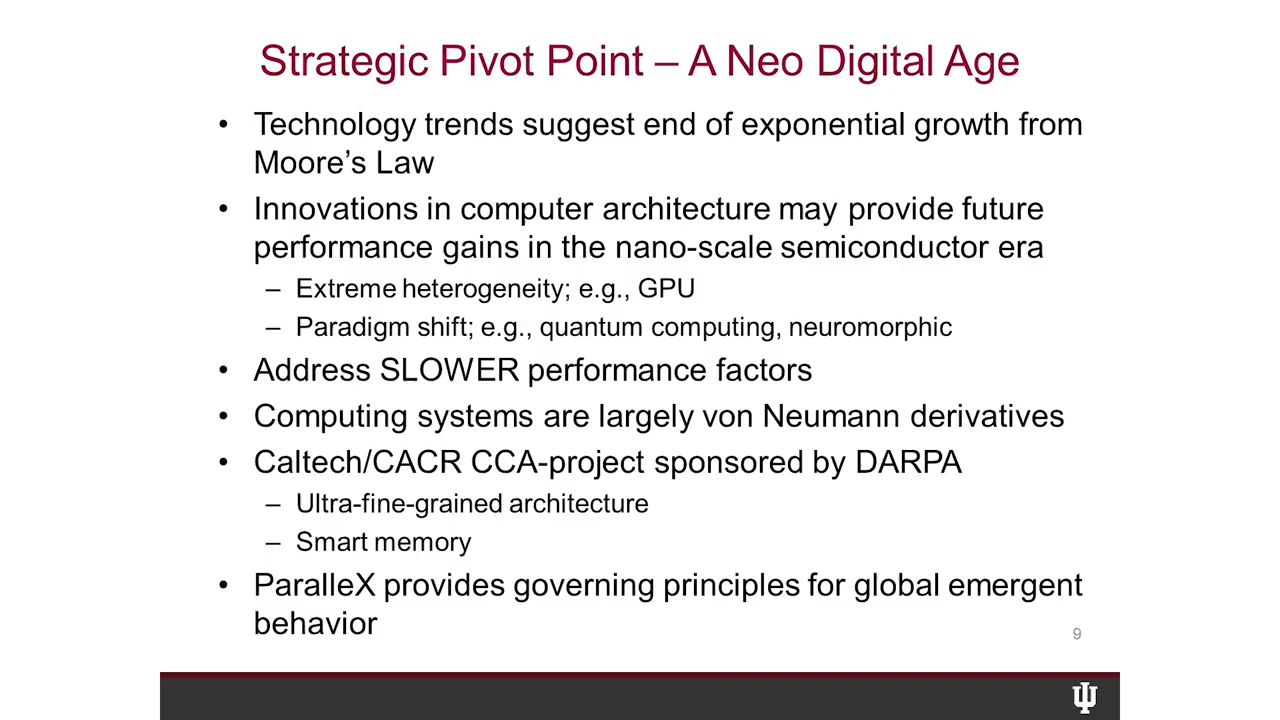 Strategic Pivot Point – A Neo Digital Age
• Technology trends suggest end of exponential growth from
Moore’s Law
• Innovations in computer architecture may provide future
performance gains in the nano-scale semiconductor era
– Extreme heterogeneity; e.g., GPU
– Paradigm shift; e.g., quantum computing, neuromorphic
• Address SLOWER performance factors
• Computing systems are largely von Neumann derivatives
• Caltech/CACR CCA-project sponsored by DARPA
– Ultra-fine-grained architecture
– Smart memory
• ParalleX provides governing principles for global emergent
behavior
9